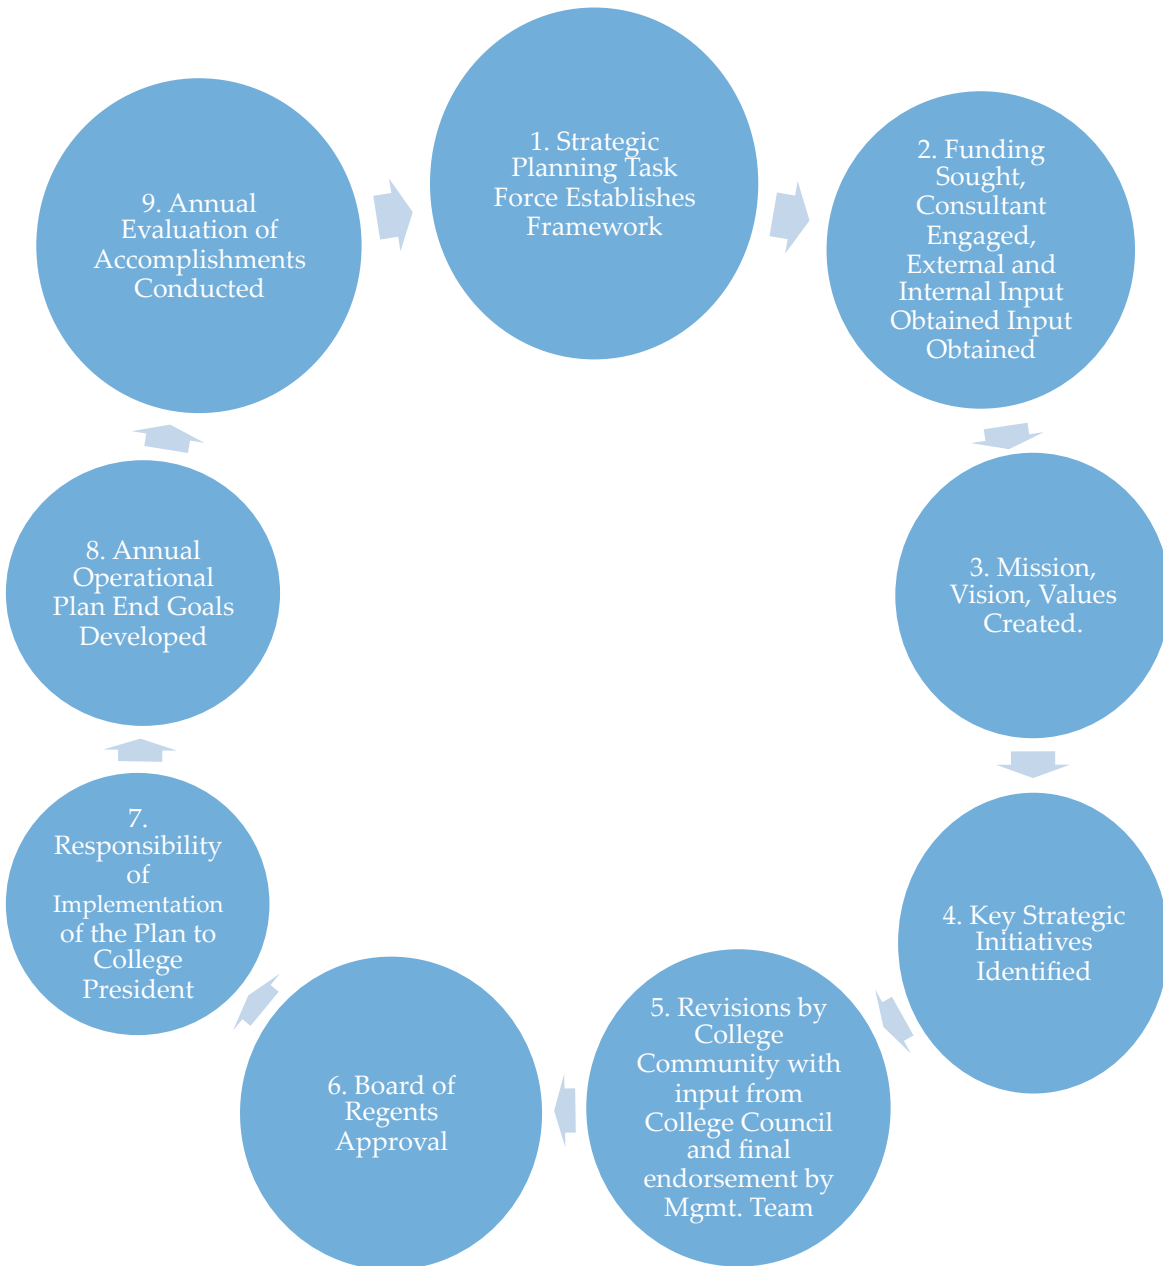 1. Strategic
Planning Task
Force Establishes
Framework
2. Funding
Sought,
Consultant
Engaged,
External and
Internal Input
Obtained Input
Obtained
3. Mission,
Vision, Values
Created.
4. Key Strategic
Initiatives
Identified
5. Revisions by
College
Community with
input from
College Council
and final
endorsement by
Mgmt. Team
6. Board of
Regents
Approval
7.
Responsibility
of
Implementation
of the Plan to
College
President
8. Annual
Operational
Plan End Goals
Developed
9. Annual
Evaluation of
Accomplishments
Conducted